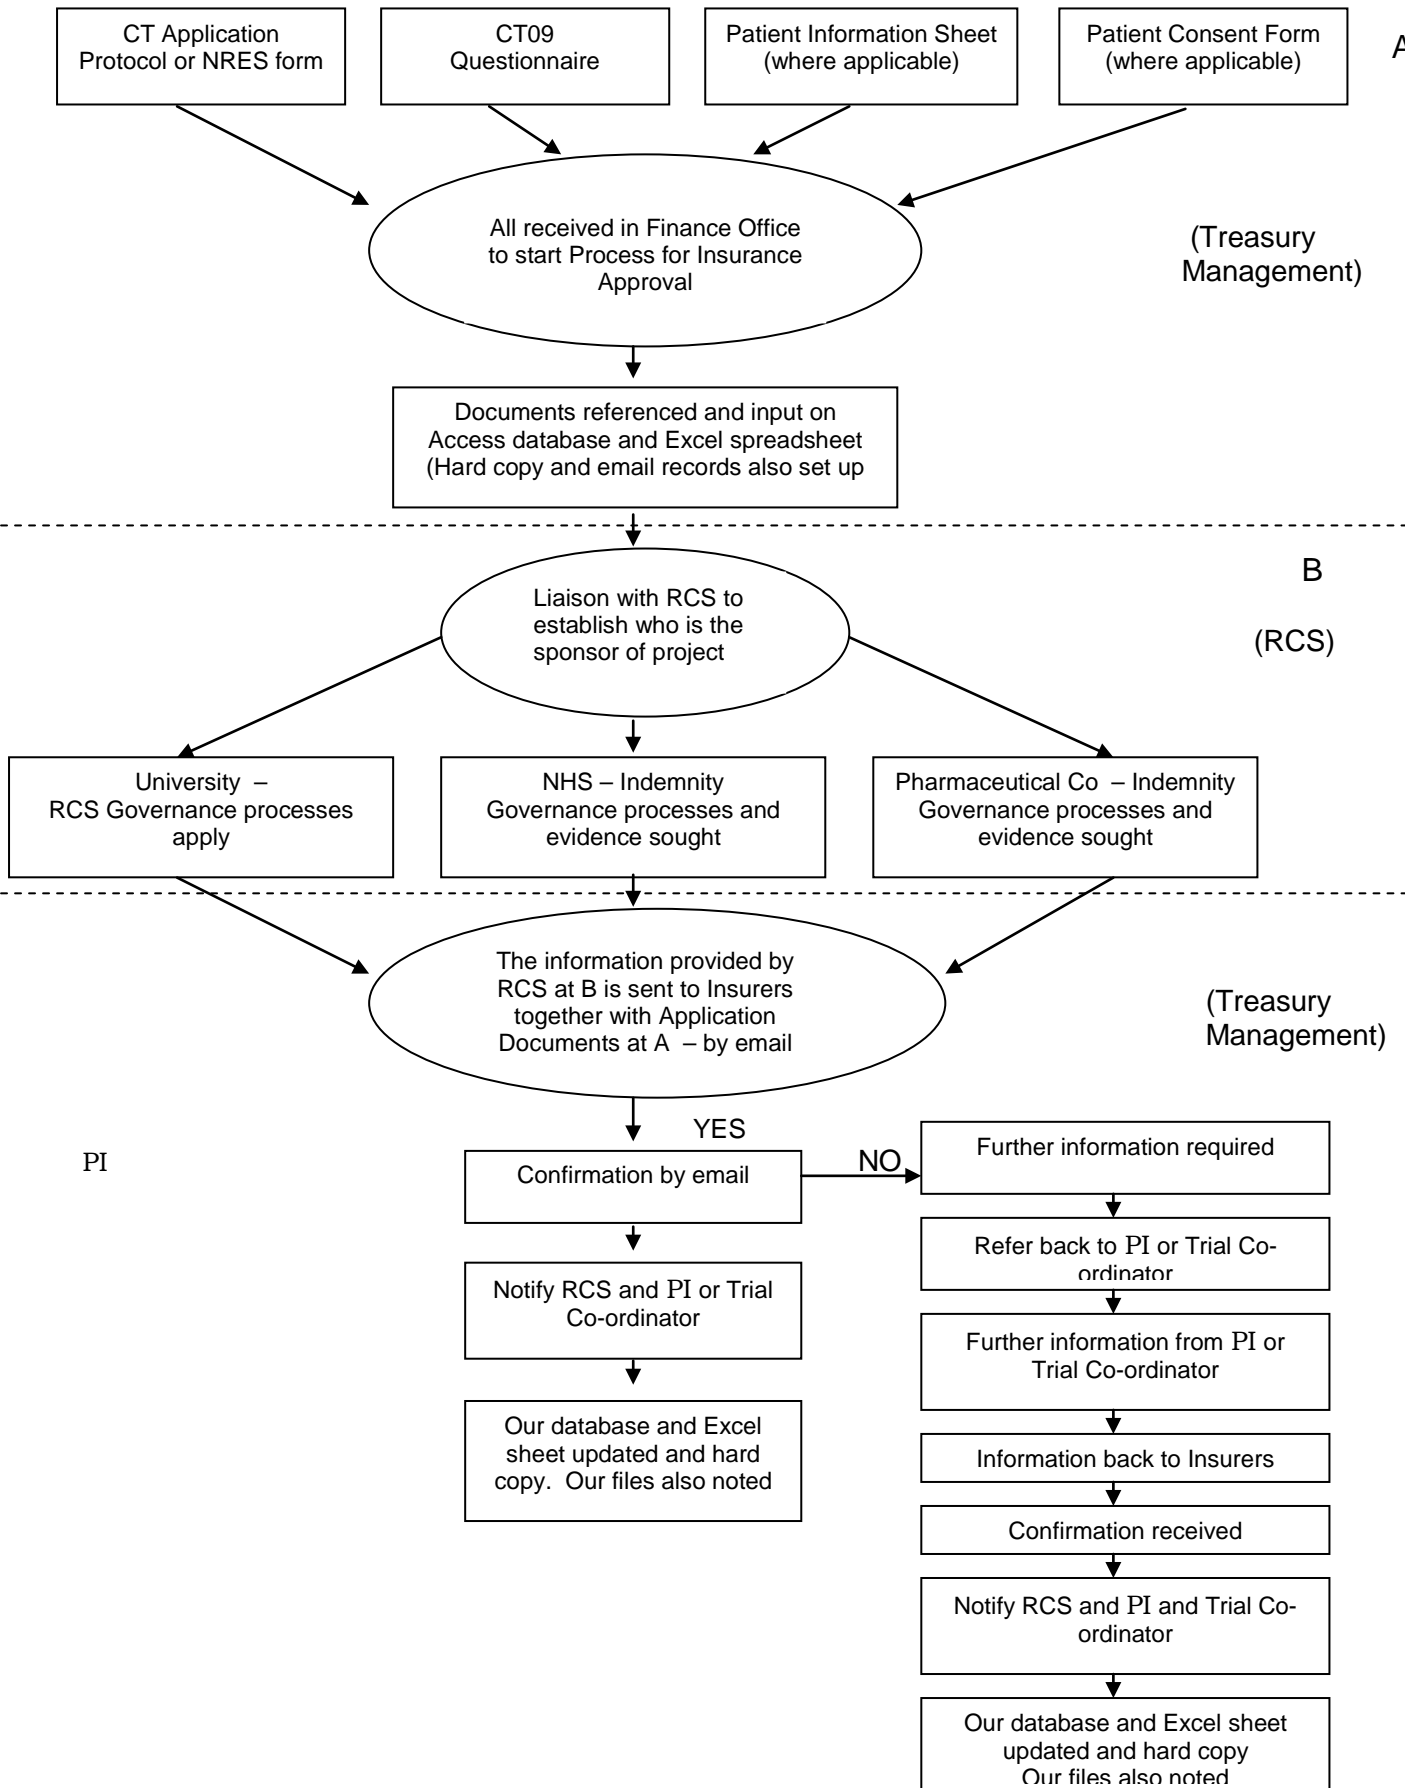 CT Application
Protocol or NRES form
CT09
Questionnaire
Patient Information Sheet
(where applicable)
Patient Consent Form
(where applicable)
A
All received in Finance Office
to start Process for Insurance
Approval
(Treasury
Management)
Documents referenced and input on
Access database and Excel spreadsheet
(Hard copy and email records also set up
B
Liaison with RCS to
establish who is the
sponsor of project
(RCS)
University –
RCS Governance processes
apply
NHS – Indemnity
Governance processes and
evidence sought
Pharmaceutical Co – Indemnity
Governance processes and
evidence sought
The information provided by
RCS at B is sent to Insurers
together with Application
Documents at A – by email
(Treasury
Management)
YES
PI
Confirmation by email
NO
Further information required
Refer back to PI or Trial Co-
ordinator
Notify RCS and PI or Trial
Co-ordinator
Further information from PI or
Trial Co-ordinator
Our database and Excel
sheet updated and hard
copy. Our files also noted
Information back to Insurers
Confirmation received
Notify RCS and PI and Trial Co-
ordinator
Our database and Excel sheet
updated and hard copy
Our files also noted